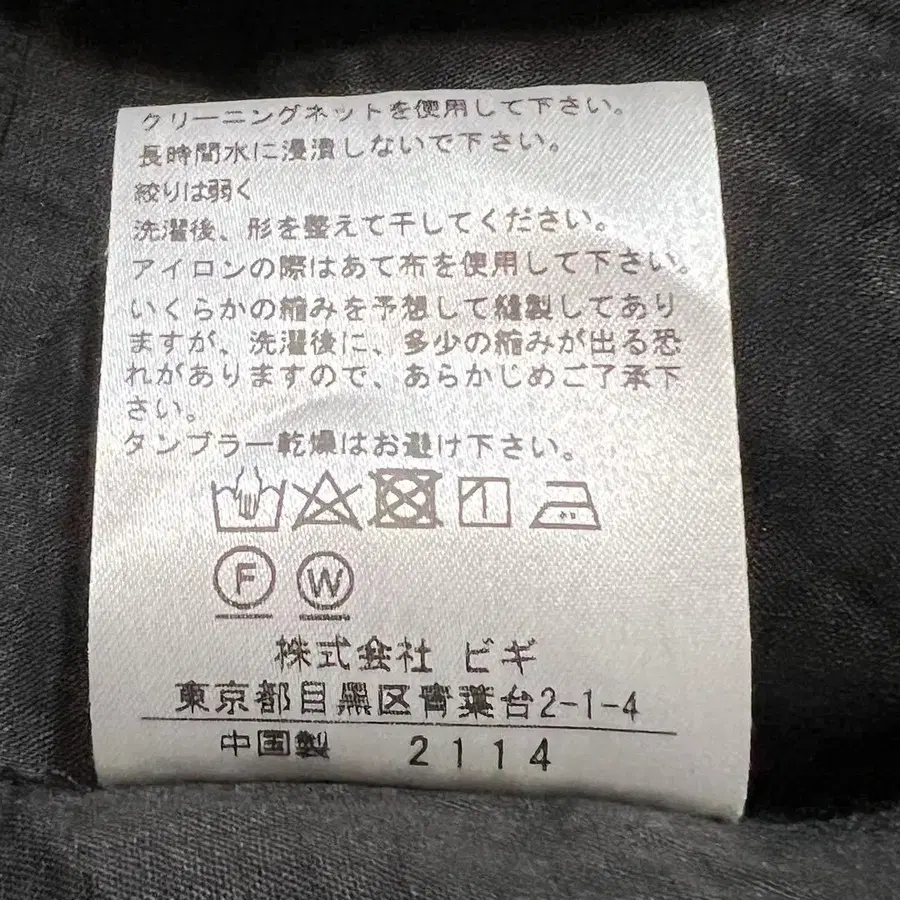 クリーニングネットを使用して下さい。
長時間水に浸漬しないで下さい。
絞りは弱く
洗濯後、形を整えて干してください。
アイロンの際はあて布を使用して下さい。
いくらかの縮みを予想して縫製してあり
ますが、洗濯後に、多少の縮みが出る恐
れがありますので、あらかじめご了承下
さい。
タンブラー乾燥はお避け下さい。
F W
株式会社 ビギ
東京都目黒区青葉台2-1-4
中国製 2114